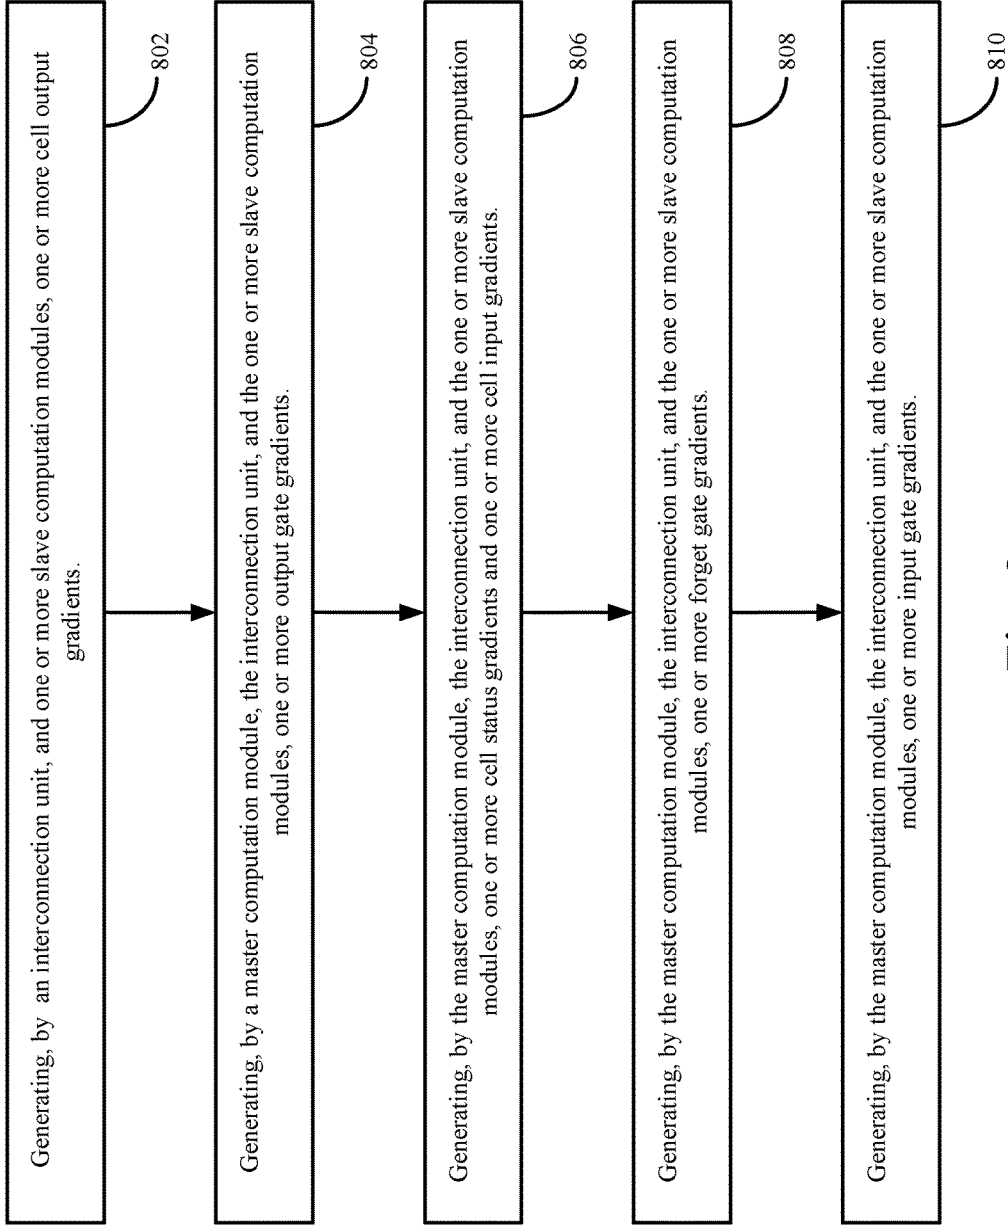 Generating, by an interconnection unit, and one or more slave computation modules, one or more cell output
gradients.
802
Generating, by a master computation module, the interconnection unit, and the one or more slave computation
modules, one or more output gate gradients.
804
Generating, by the master computation module, the interconnection unit, and the one or more slave computation
modules, one or more cell status gradients and one or more cell input gradients.
806
Generating, by the master computation module, the interconnection unit, and the one or more slave computation
modules, one or more forget gate gradients.
808
Generating, by the master computation module, the interconnection unit, and the one or more slave computation
modules, one or more input gate gradients.
810